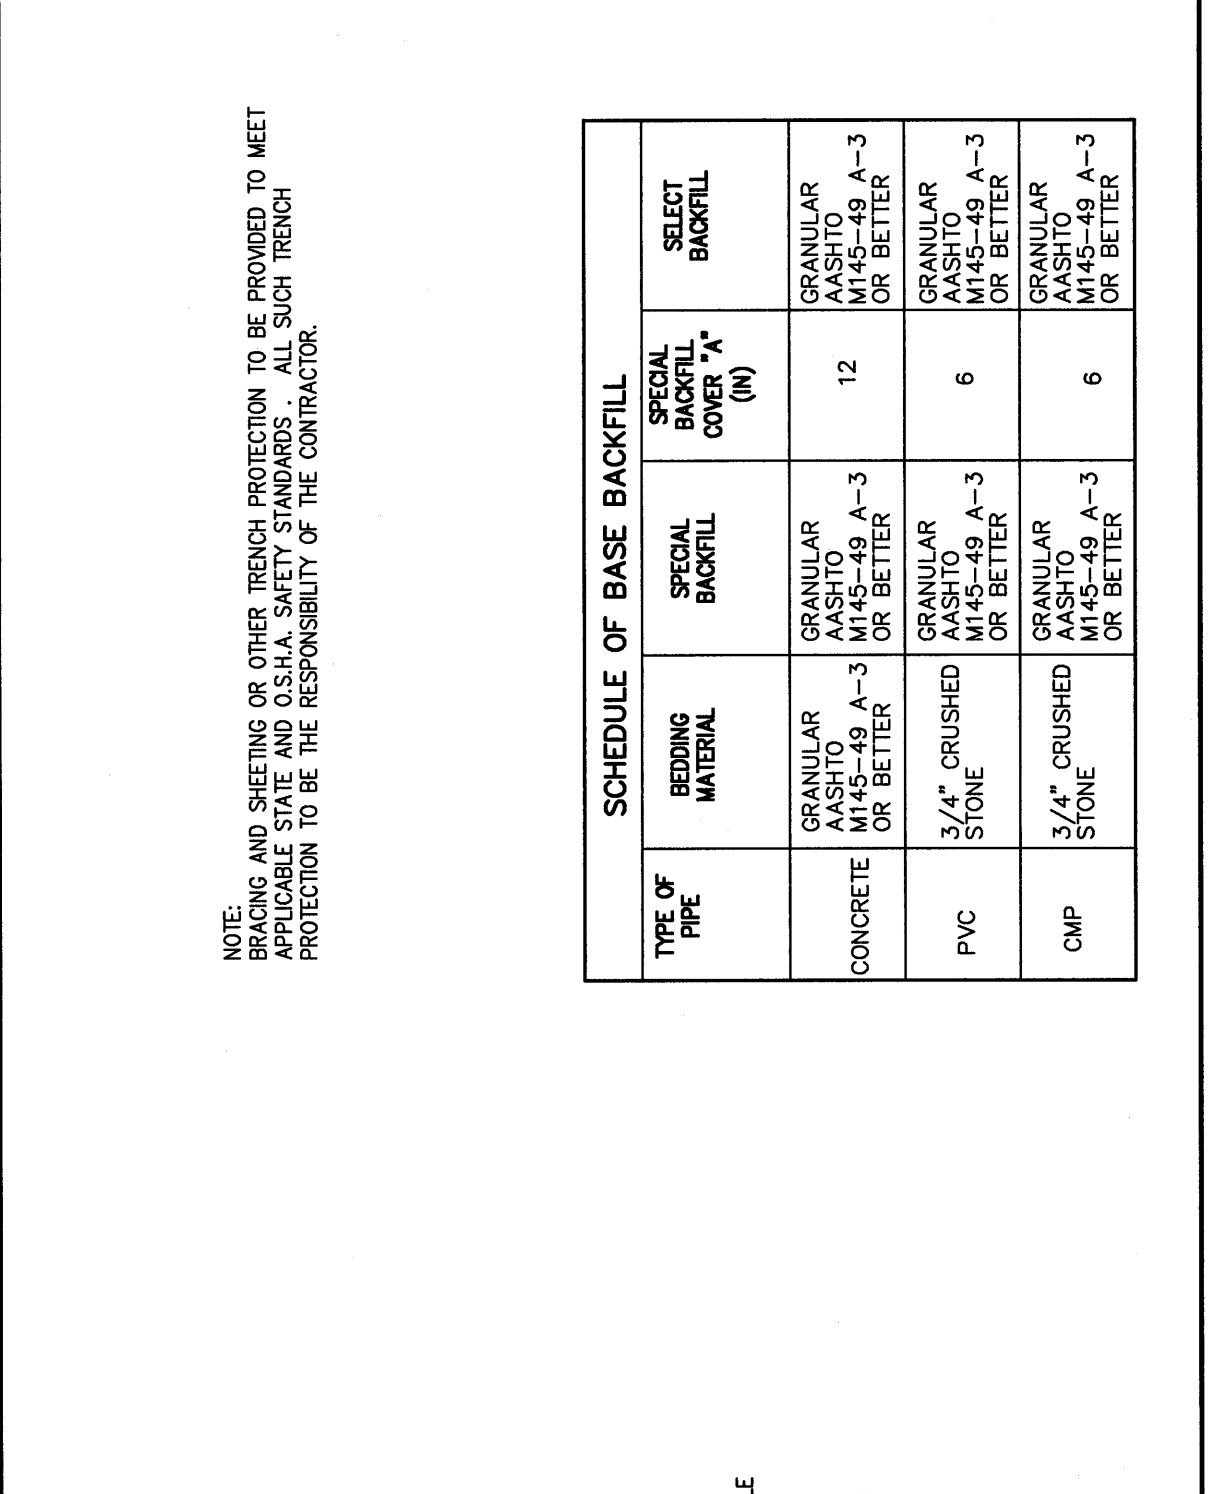 NOTE:
BRACING AND SHEETING OR OTHER TRENCH PROTECTION TO BE PROVIDED TO MEET
APPLICABLE STATE AND O.S.H.A. SAFETY STANDARDS . ALL SUCH TRENCH
PROTECTION TO BE THE RESPONSIBILITY OF THE CONTRACTOR.
SCHEDULE OF BASE BACKFILL
TYPE OF
PIPE
BEDDING
MATERIAL
SPECIAL
BACKFILL
SPECIAL
BACKFILL
COVER "A"
(IN)
SELECT
BACKFILL
CONCRETE
GRANULAR
AASHTO
M145-49 A-3
OR BETTER
GRANULAR
AASHTO
M145-49 A-3
OR BETTER
12
GRANULAR
AASHTO
M145-49 A-3
OR BETTER
PVC
3/4" CRUSHED
STONE
GRANULAR
AASHTO
M145-49 A-3
OR BETTER
6
GRANULAR
AASHTO
M145-49 A-3
OR BETTER
CMP
3/4" CRUSHED
STONE
GRANULAR
AASHTO
M145-49 A-3
OR BETTER
6
GRANULAR
AASHTO
M145-49 A-3
OR BETTER
LE